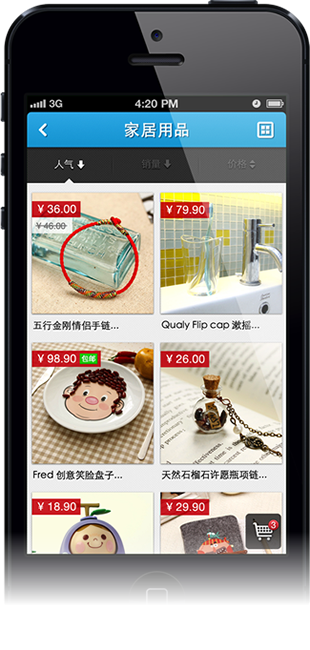 3G
4:20 PM
家居用品
人气
销量
价格
¥ 36.00
¥ 46.00
¥ 79.90
五行金刚情侣手链...
Qualy Flip cap 漱摇...
¥ 98.90 包邮
¥ 26.00
Fred 创意笑脸盘子...
天然石榴石许愿瓶项链...
¥ 18.90
¥ 29.90
3